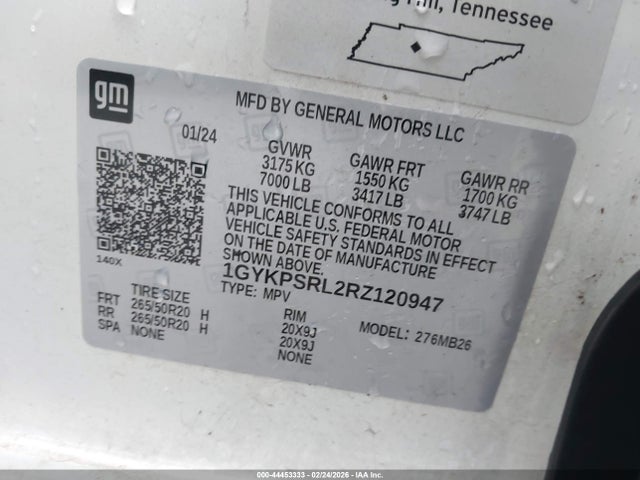 Hill, Tennessee
gm
MFD BY GENERAL MOTORS LLC
01/24
GVWR
3175 KG
7000 LB
GAWR FRT
1550 KG
3417 LB
GAWR RR
1700 KG
3747 LB
THIS VEHICLE CONFORMS TO ALL
APPLICABLE U.S. FEDERAL MOTOR
VEHICLE SAFETY STANDARDS IN EFFECT
ON THE DATE OF MANUFACTURE
SHOWN ABOVE.
140X
1GYKPSRL2RZ120947
TYPE: MPV
MODEL: 276MB26
TIRE SIZE
FRT 265/50R20 H
RR 265/50R20 H
SPA NONE
RIM
20X9J
20X9J
NONE
000-44453333 - 02/24/2026 - IAAI.com